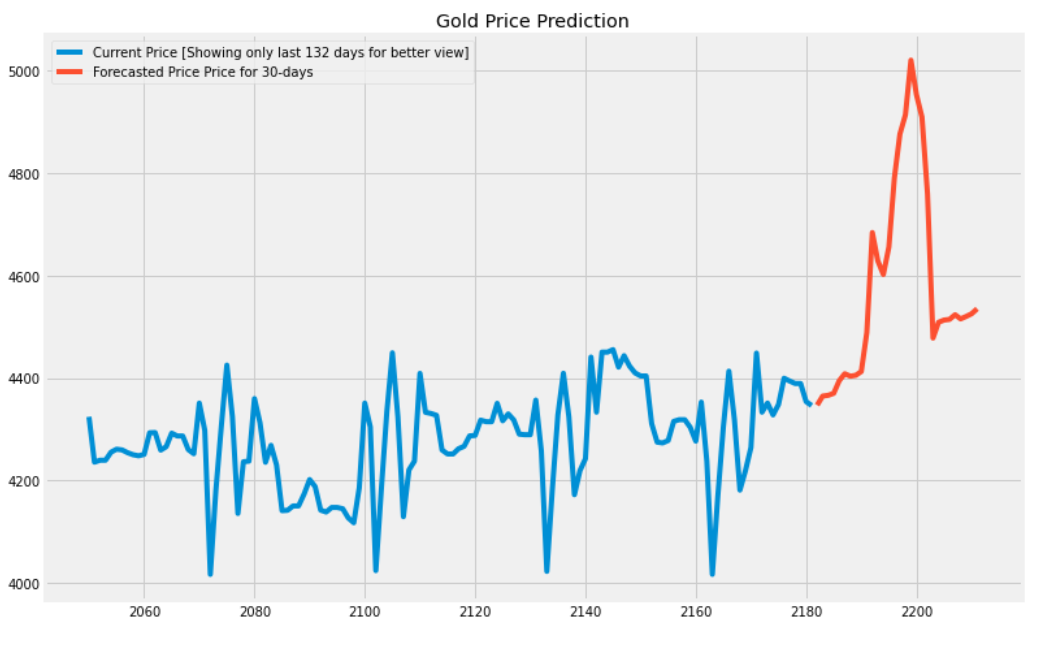 Gold Price Prediction
Current Price [Showing only last 132 days for better view]
Forecasted Price Price for 30-days
5000
4800
4600
4400
4200
4000
2060 2080 2100 2120 2140 2160 2180 2200